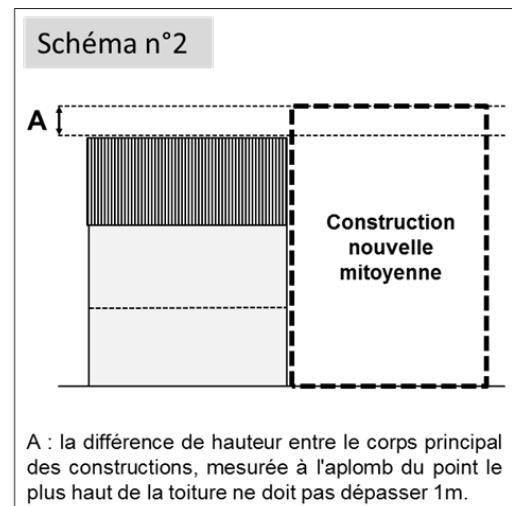 Schéma n°2
A
Construction
nouvelle
mitoyenne
A : la différence de hauteur entre le corps principal
des constructions, mesurée à l'aplomb du point le
plus haut de la toiture ne doit pas dépasser 1m.